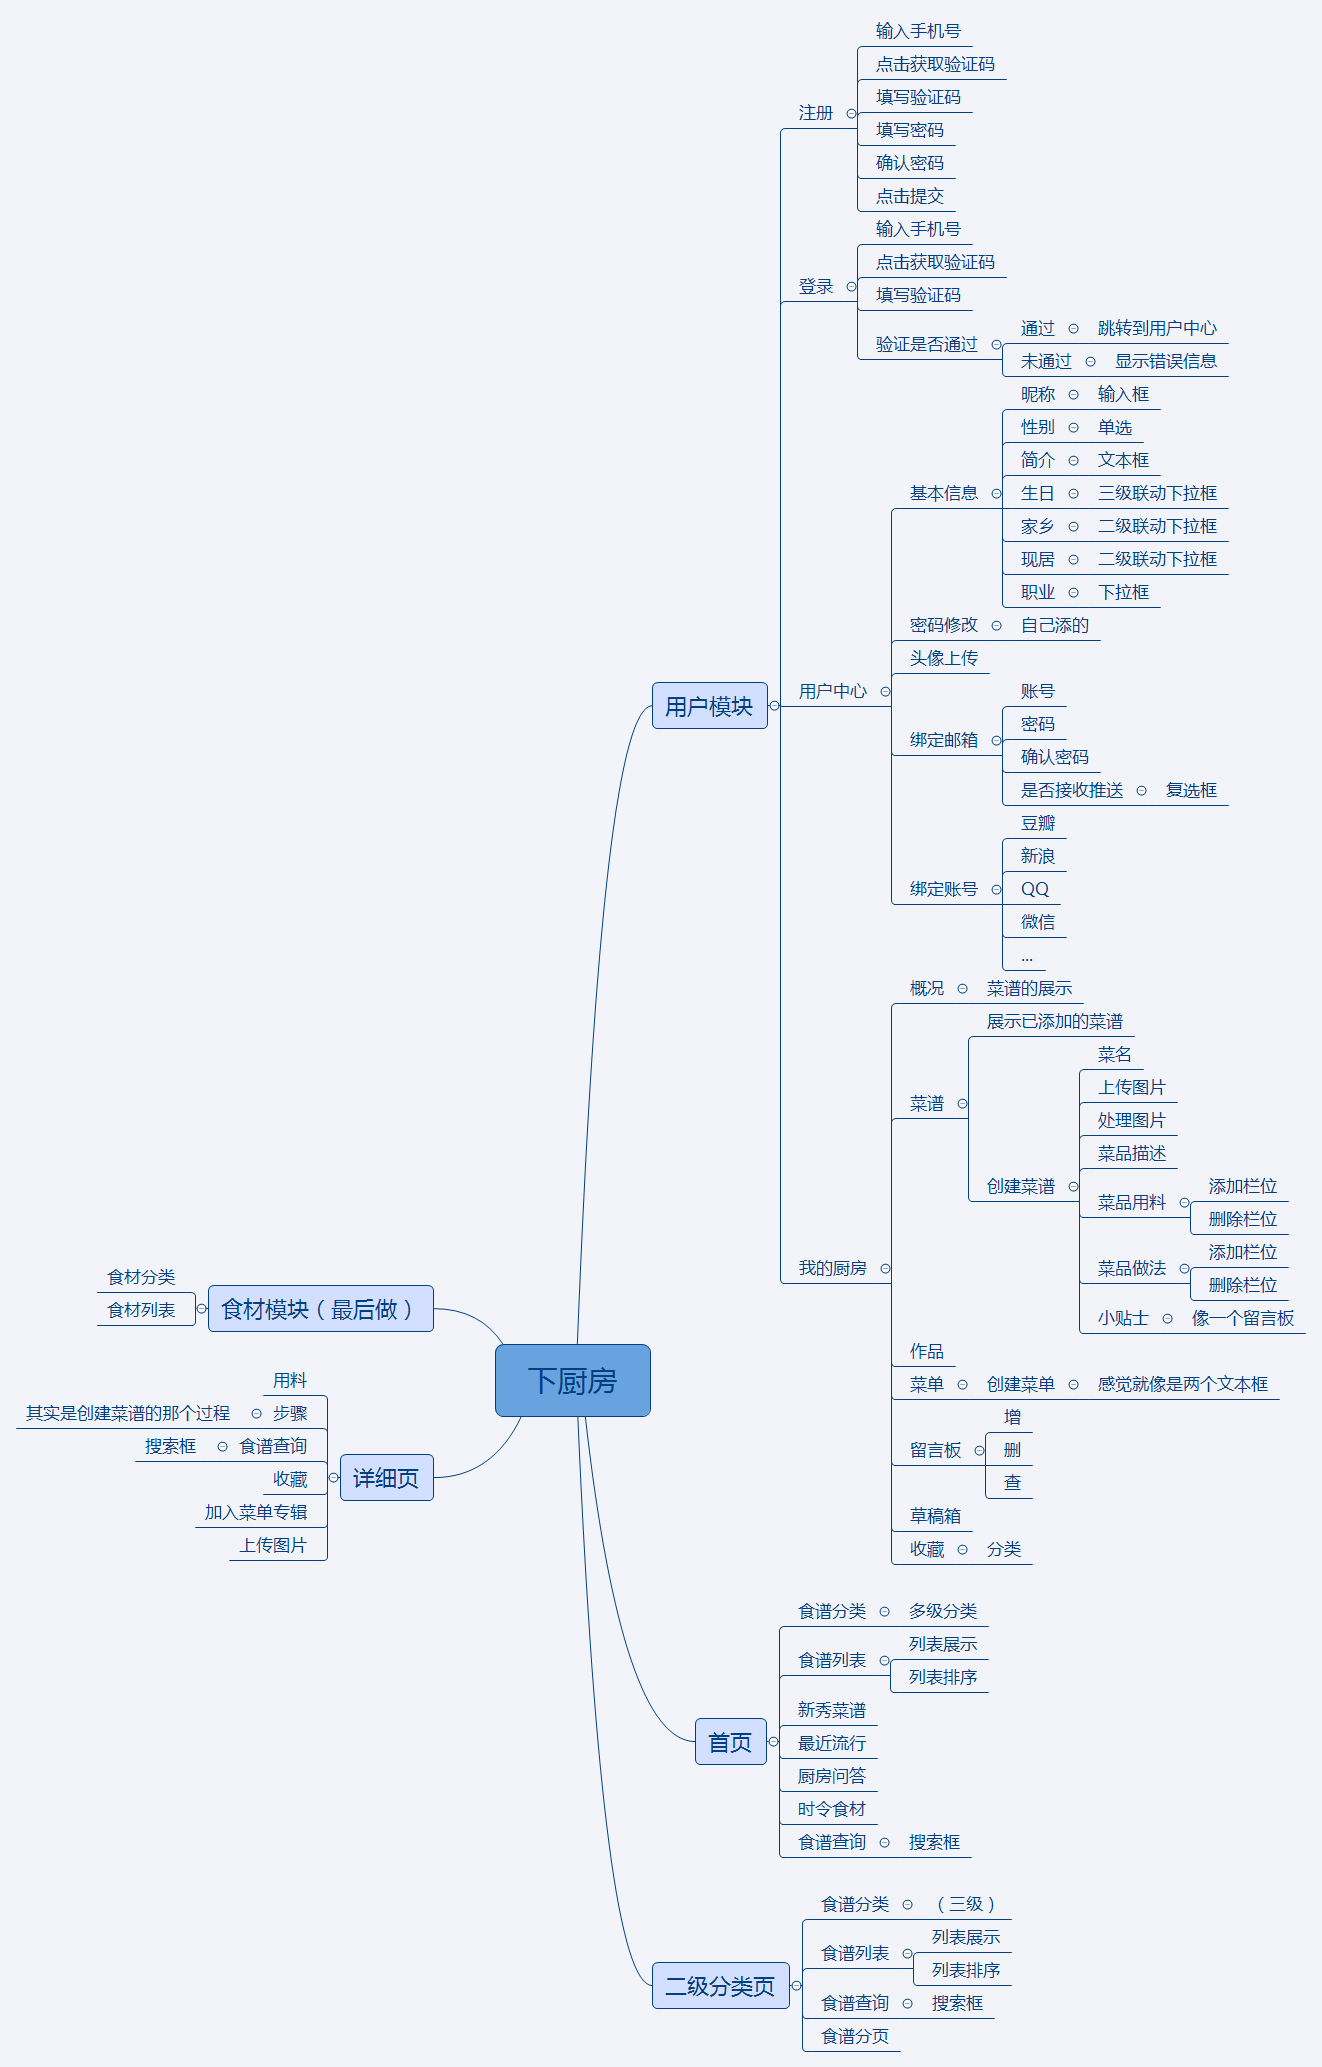 下厨房
用户模块
注册
输入手机号
点击获取验证码
填写验证码
填写密码
确认密码
点击提交
登录
输入手机号
点击获取验证码
填写验证码
验证是否通过
通过
跳转到用户中心
未通过
显示错误信息
用户中心
基本信息
昵称
输入框
性别
单选
简介
文本框
生日
三级联动下拉框
家乡
二级联动下拉框
现居
二级联动下拉框
职业
下拉框
密码修改
自己添的
头像上传
绑定邮箱
账号
密码
确认密码
是否接收推送
复选框
绑定账号
豆瓣
新浪
QQ
微信
...
我的厨房
概况
菜谱的展示
菜谱
展示已添加的菜谱
创建菜谱
菜名
上传图片
处理图片
菜品描述
菜品用料
添加栏位
删除栏位
菜品做法
添加栏位
删除栏位
小贴士
像一个留言板
作品
菜单
创建菜单
感觉就像是两个文本框
留言板
增
删
查
草稿箱
收藏
分类
首页
食谱分类
多级分类
食谱列表
列表展示
列表排序
新秀菜谱
最近流行
厨房问答
时令食材
食谱查询
搜索框
二级分类页
食谱分类
（三级）
食谱列表
列表展示
列表排序
食谱查询
搜索框
食谱分页
食材模块（最后做）
食材分类
食材列表
详细页
用料
步骤
其实是创建菜谱的那个过程
食谱查询
搜索框
收藏
加入菜单专辑
上传图片